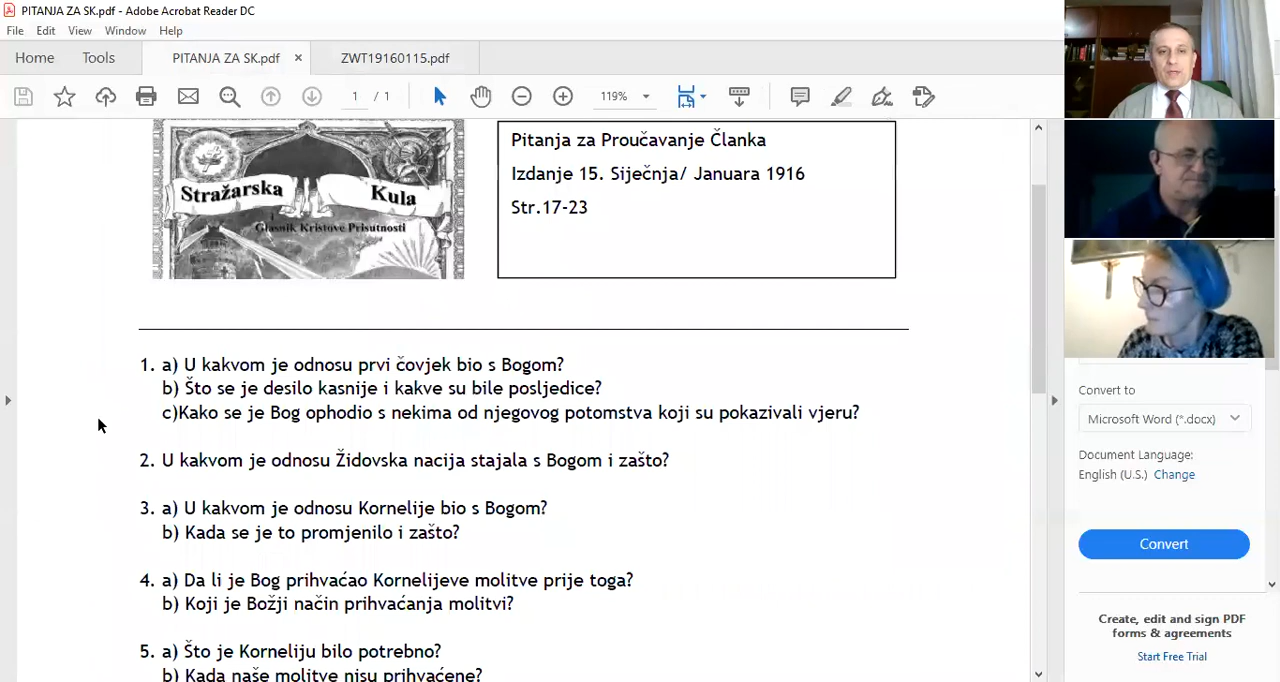 PITANJA ZA SK.pdf - Adobe Acrobat Reader DC
File Edit View Window Help
Home Tools PITANJA ZA SK.pdf × ZWT19160115.pdf
1 / 1 119%
Stražarska Kula
i
Glasnik Kristove Prisutnosti
Pitanja za Proučavanje Članka
Izdanje 15. Siječnja/ Januara 1916
Str.17-23
1. a) U kakvom je odnosu prvi čovjek bio s Bogom?
b) Što se je desilo kasnije i kakve su bile posljedice?
c)Kako se je Bog ophodio s nekima od njegovog potomstva koji su pokazivali vjeru?
2. U kakvom je odnosu Židovska nacija stajala s Bogom i zašto?
3. a) U kakvom je odnosu Kornelije bio s Bogom?
b) Kada se je to promjenilo i zašto?
4. a) Da li je Bog prihvaćao Kornelijeve molitve prije toga?
b) Koji je Božji način prihvaćanja molitvi?
5. a) Što je Korneliju bilo potrebno?
b) Kada naše molitve nisu prihvaćene?
Convert to
Microsoft Word (*.docx)
Document Language:
English (U.S.) Change
Convert
Create, edit and sign PDF
forms & agreements
Start Free Trial